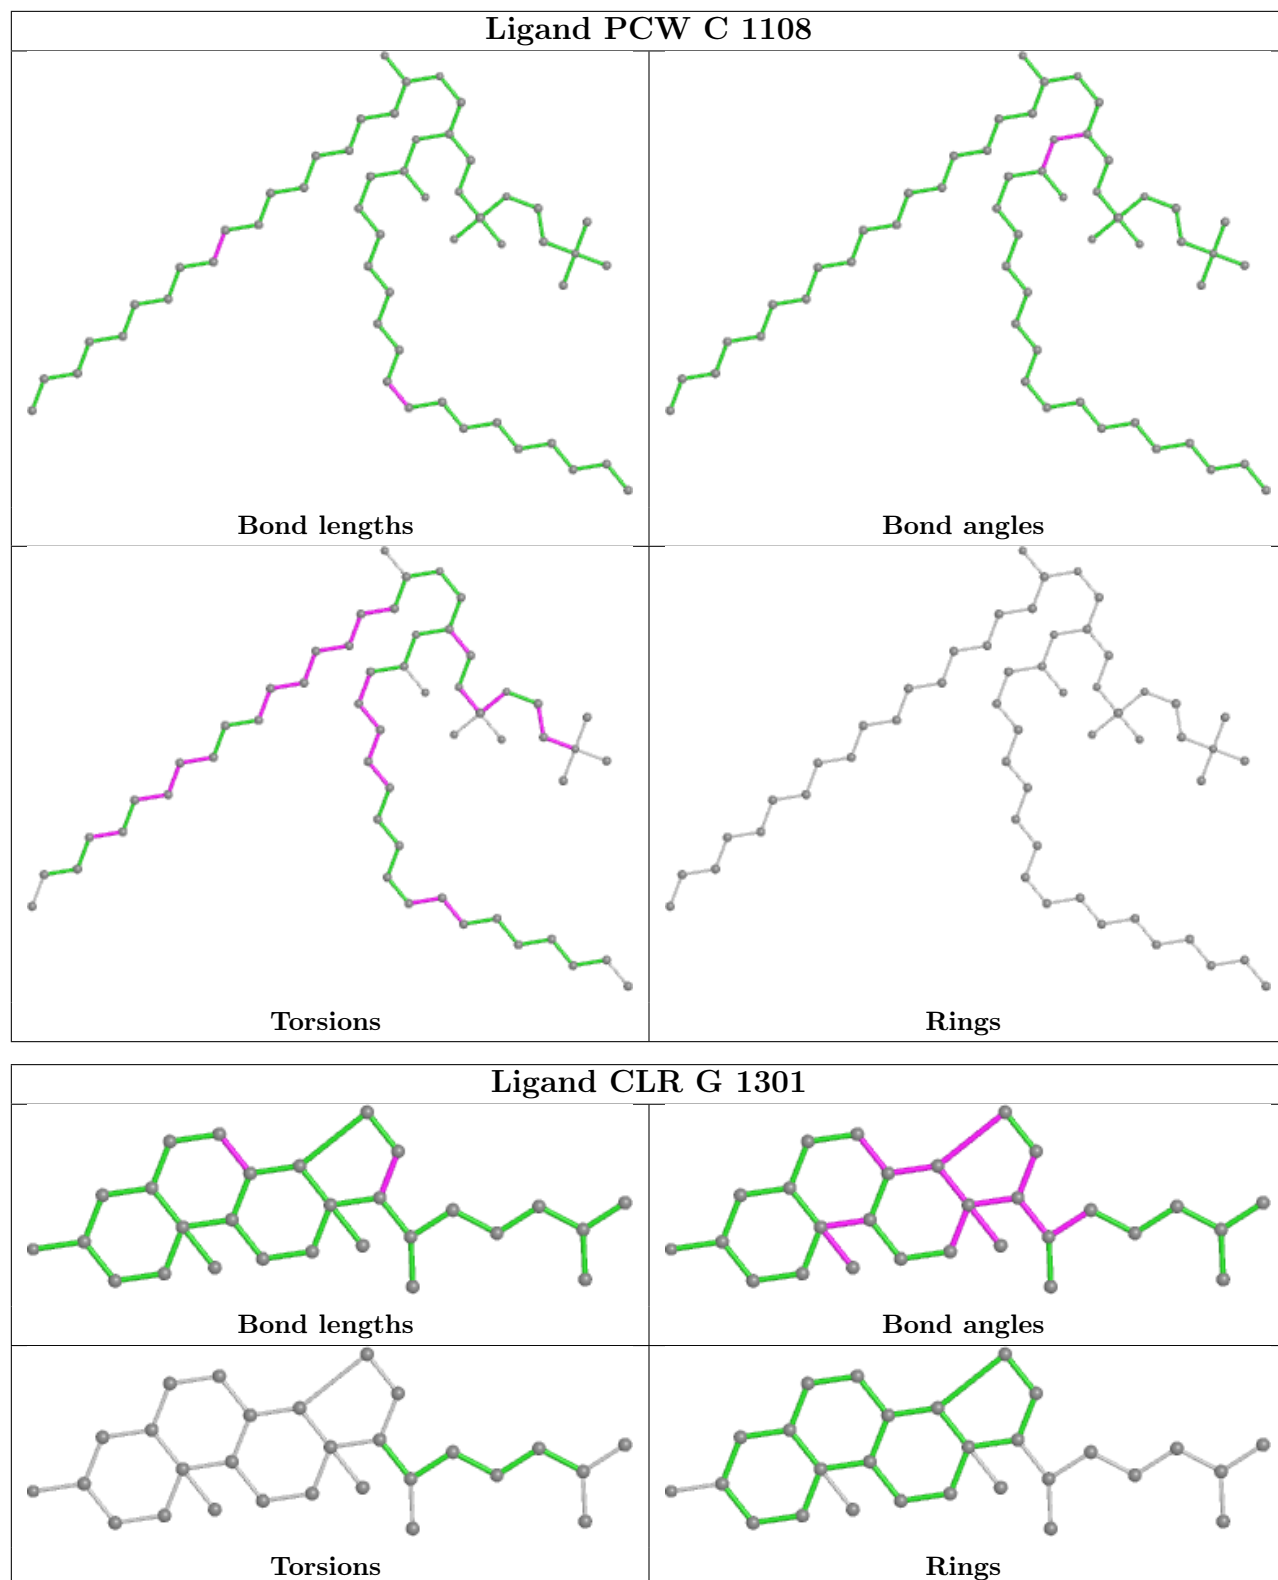 Ligand PCW C 1108
Bond lengths
Bond angles
Torsions
Rings
Ligand CLR G 1301
Bond lengths
Bond angles
Torsions
Rings